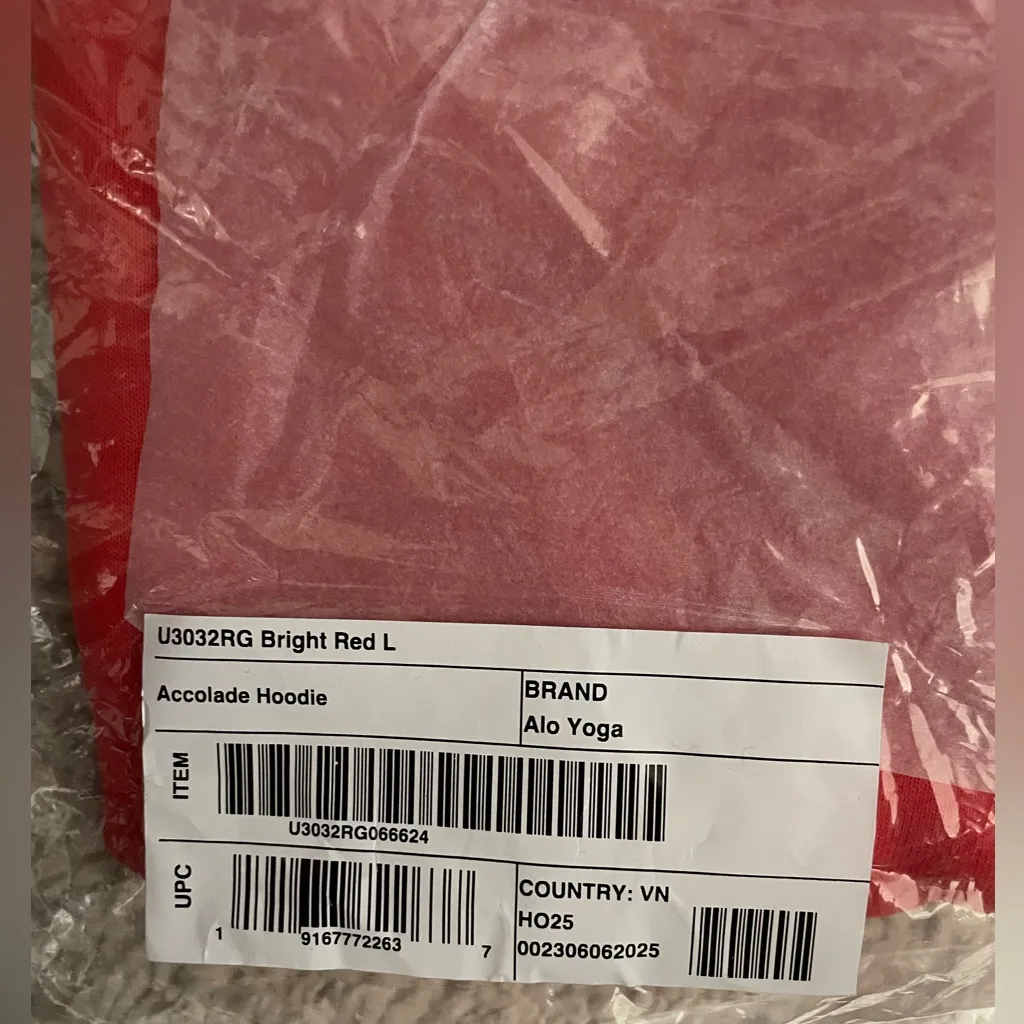 U3032RG Bright Red L
Accolade Hoodie
BRAND
Alo Yoga
ITEM
U3032RG066624
UPC
1 9167772263 7
COUNTRY: VN
HO25
002306062025